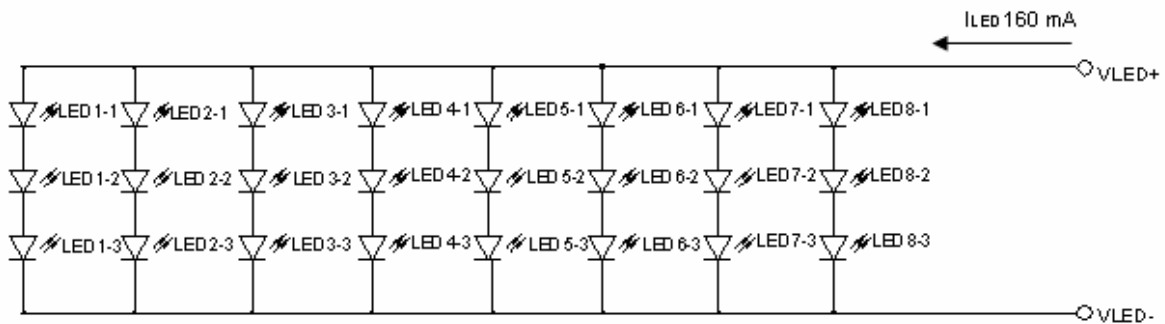 ILED 160 mA
VLED+
LED 1-1 LED 2-1 LED 3-1 LED 4-1 LED 5-1 LED 6-1 LED 7-1 LED 8-1
LED 1-2 LED 2-2 LED 3-2 LED 4-2 LED 5-2 LED 6-2 LED 7-2 LED 8-2
LED 1-3 LED 2-3 LED 3-3 LED 4-3 LED 5-3 LED 6-3 LED 7-3 LED 8-3
VLED-